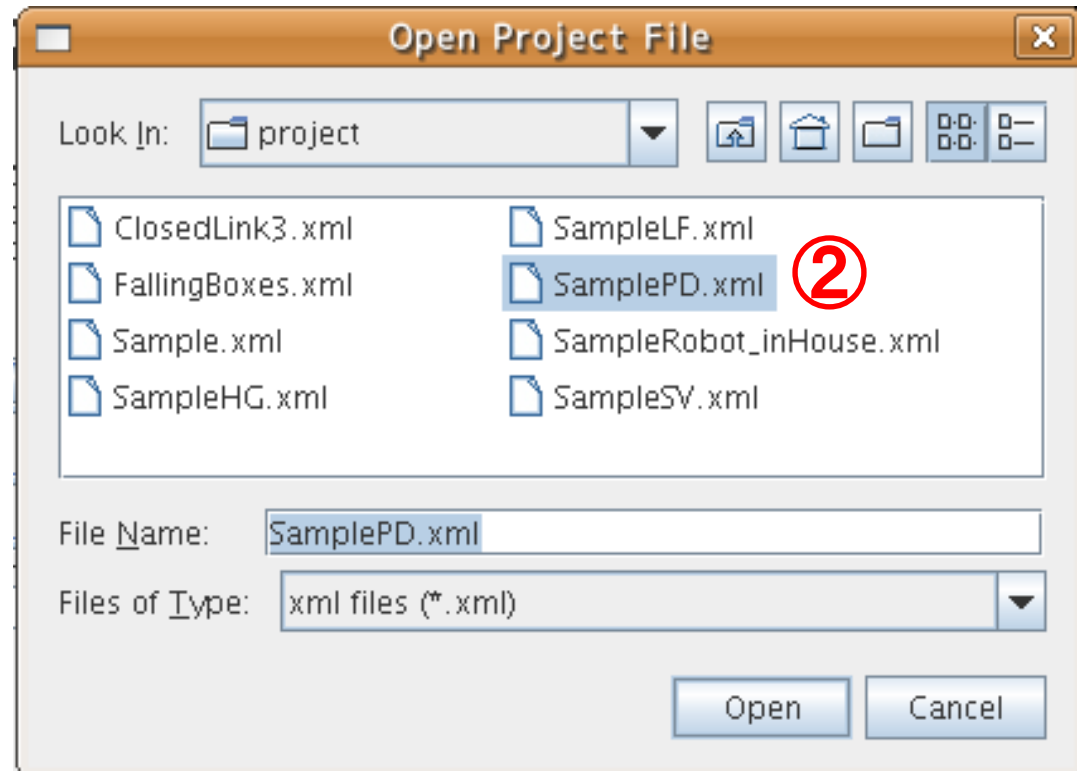 Open Project File
Look In: project
ClosedLink3.xml SampleLF.xml
FallingBoxes.xml SamplePD.xml ②
Sample.xml SampleRobot_inHouse.xml
SampleHG.xml SampleSV.xml
File Name: SamplePD.xml
Files of Type: xml files (*.xml)
Open Cancel